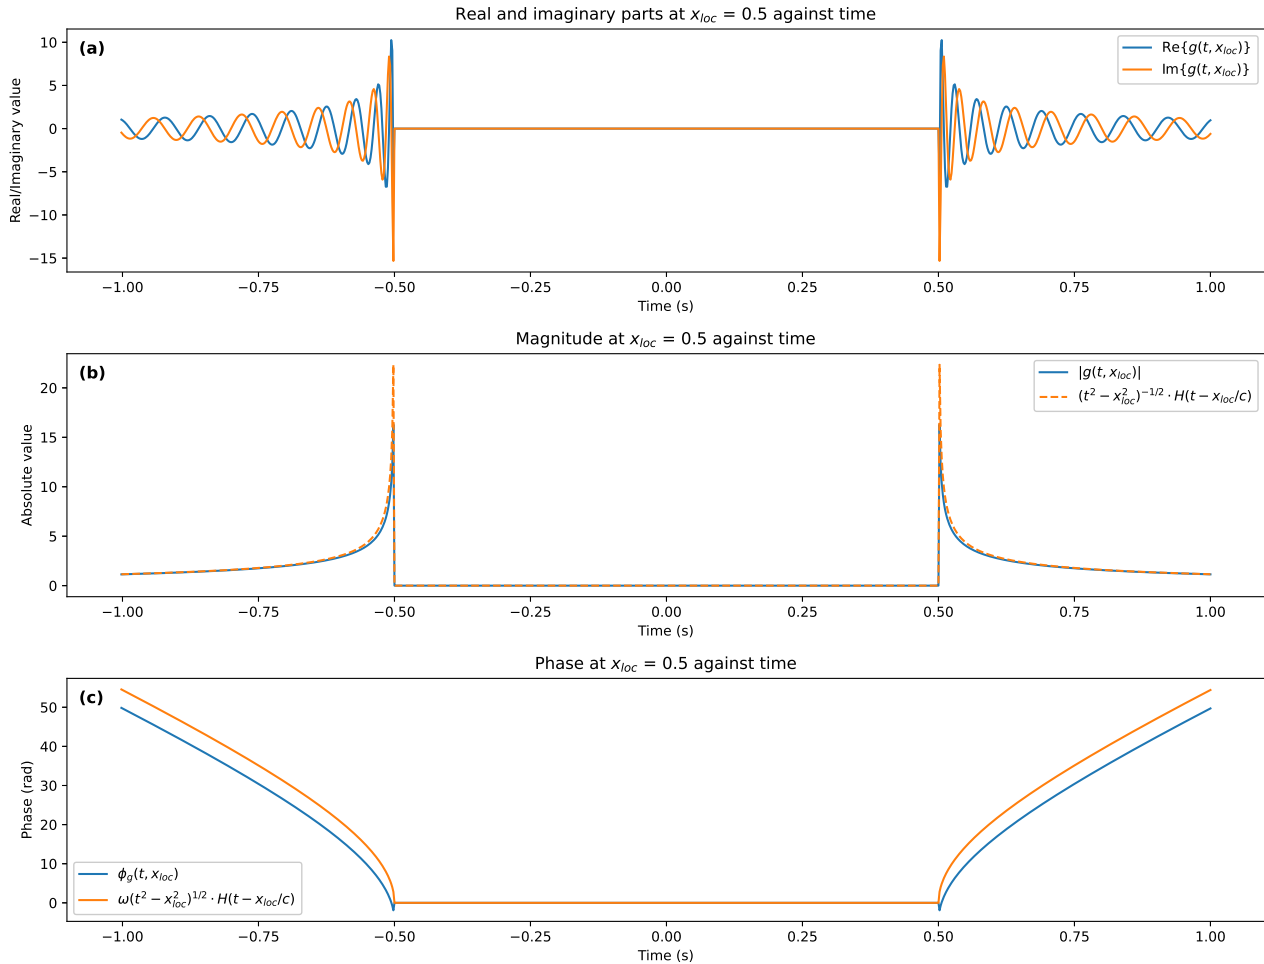 Real and imaginary parts at x_loc = 0.5 against time
(a)
Re{g(t, x_loc)}
Im{g(t, x_loc)}
Real/Imaginary value
10
5
0
−5
−10
−15
−1.00 −0.75 −0.50 −0.25 0.00 0.25 0.50 0.75 1.00
Time (s)
Magnitude at x_loc = 0.5 against time
(b)
|g(t, x_loc)|
(t² − x²_loc)^−1/2 · H(t − x_loc/c)
Absolute value
20
15
10
5
0
−1.00 −0.75 −0.50 −0.25 0.00 0.25 0.50 0.75 1.00
Time (s)
Phase at x_loc = 0.5 against time
(c)
Phase (rad)
50
40
30
20
10
0
ϕ_g(t, x_loc)
ω(t² − x²_loc)^1/2 · H(t − x_loc/c)
−1.00 −0.75 −0.50 −0.25 0.00 0.25 0.50 0.75 1.00
Time (s)